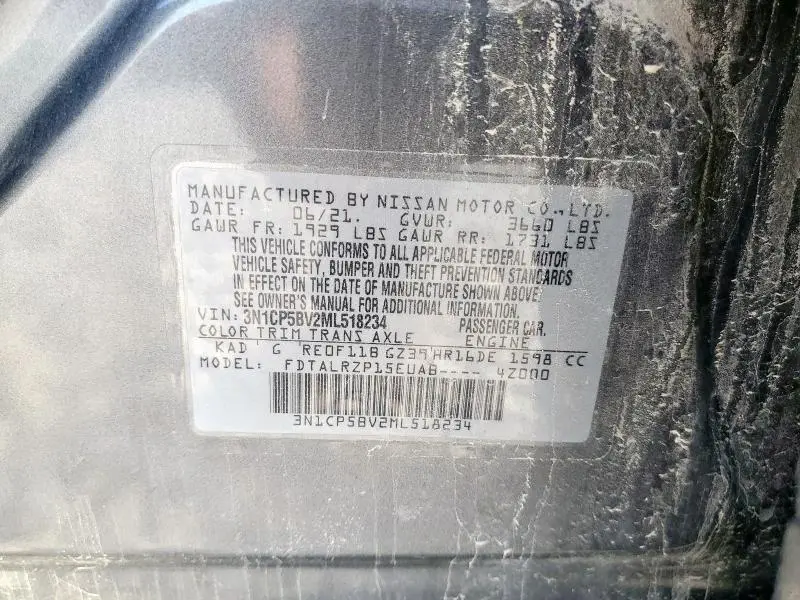 MANUFACTURED BY NISSAN MOTOR CO., LTD.
DATE: 06/21. GVWR: 3660 LBS
GAWR FR: 1929 LBS GAWR RR: 1731 LBS
THIS VEHICLE CONFORMS TO ALL APPLICABLE FEDERAL MOTOR
VEHICLE SAFETY, BUMPER AND THEFT PREVENTION STANDARDS
IN EFFECT ON THE DATE OF MANUFACTURE SHOWN ABOVE.
SEE OWNER'S MANUAL FOR ADDITIONAL INFORMATION.
VIN: 3N1CP5BV2ML518234 PASSENGER CAR.
COLOR TRIM TRANS AXLE ENGINE
KAD G RE0F11B GZ39 HR16DE 1598 CC
MODEL: FDTALRZP15EUAB---- 4Z000
3N1CP5BV2ML518234